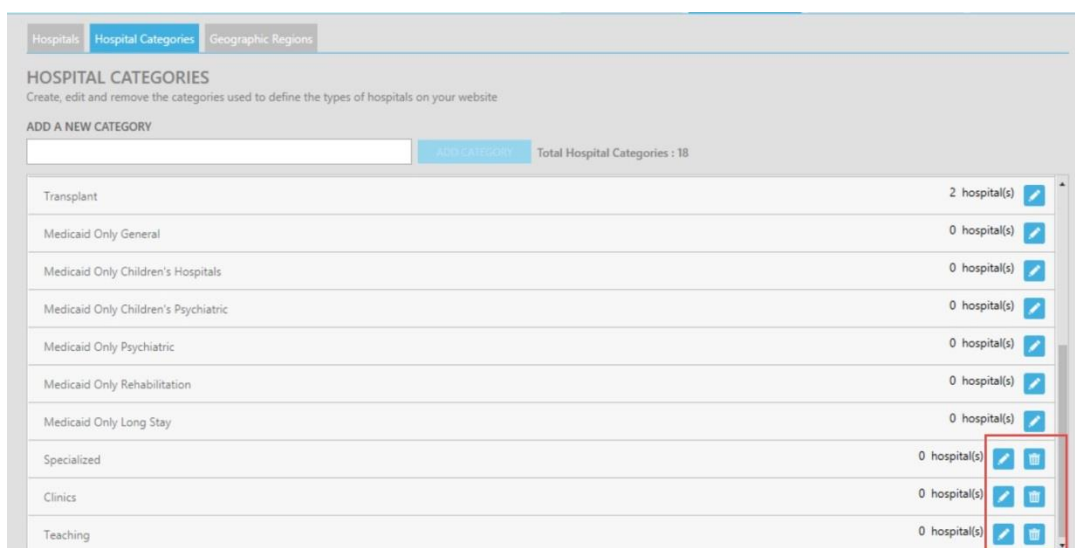 Hospitals Hospital Categories Geographic Regions
HOSPITAL CATEGORIES
Create, edit and remove the categories used to define the types of hospitals on your website
ADD A NEW CATEGORY
ADD CATEGORY Total Hospital Categories : 18
Transplant 2 hospital(s)
Medicaid Only General 0 hospital(s)
Medicaid Only Children's Hospitals 0 hospital(s)
Medicaid Only Children's Psychiatric 0 hospital(s)
Medicaid Only Psychiatric 0 hospital(s)
Medicaid Only Rehabilitation 0 hospital(s)
Medicaid Only Long Stay 0 hospital(s)
Specialized 0 hospital(s)
Clinics 0 hospital(s)
Teaching 0 hospital(s)